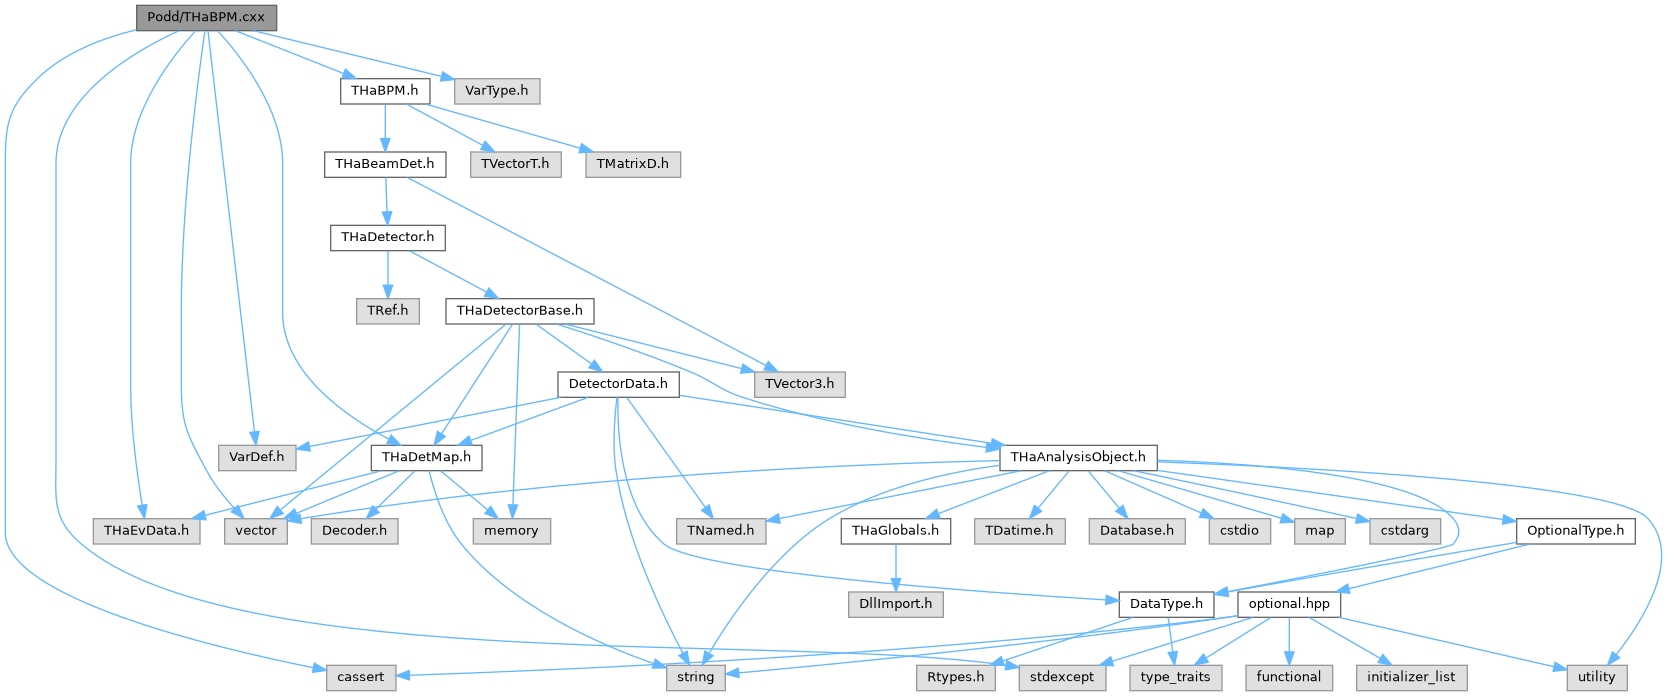 Podd/THaBPM.cxx
THaBPM.h
VarType.h
THaBeamDet.h
TVectorT.h
TMatrixD.h
THaDetector.h
TRef.h
THaDetectorBase.h
DetectorData.h
TVector3.h
VarDef.h
THaDetMap.h
THaAnalysisObject.h
THaEvData.h
vector
Decoder.h
memory
TNamed.h
THaGlobals.h
TDatime.h
Database.h
cstdio
map
cstdarg
OptionalType.h
DllImport.h
DataType.h
optional.hpp
cassert
string
Rtypes.h
stdexcept
type_traits
functional
initializer_list
utility